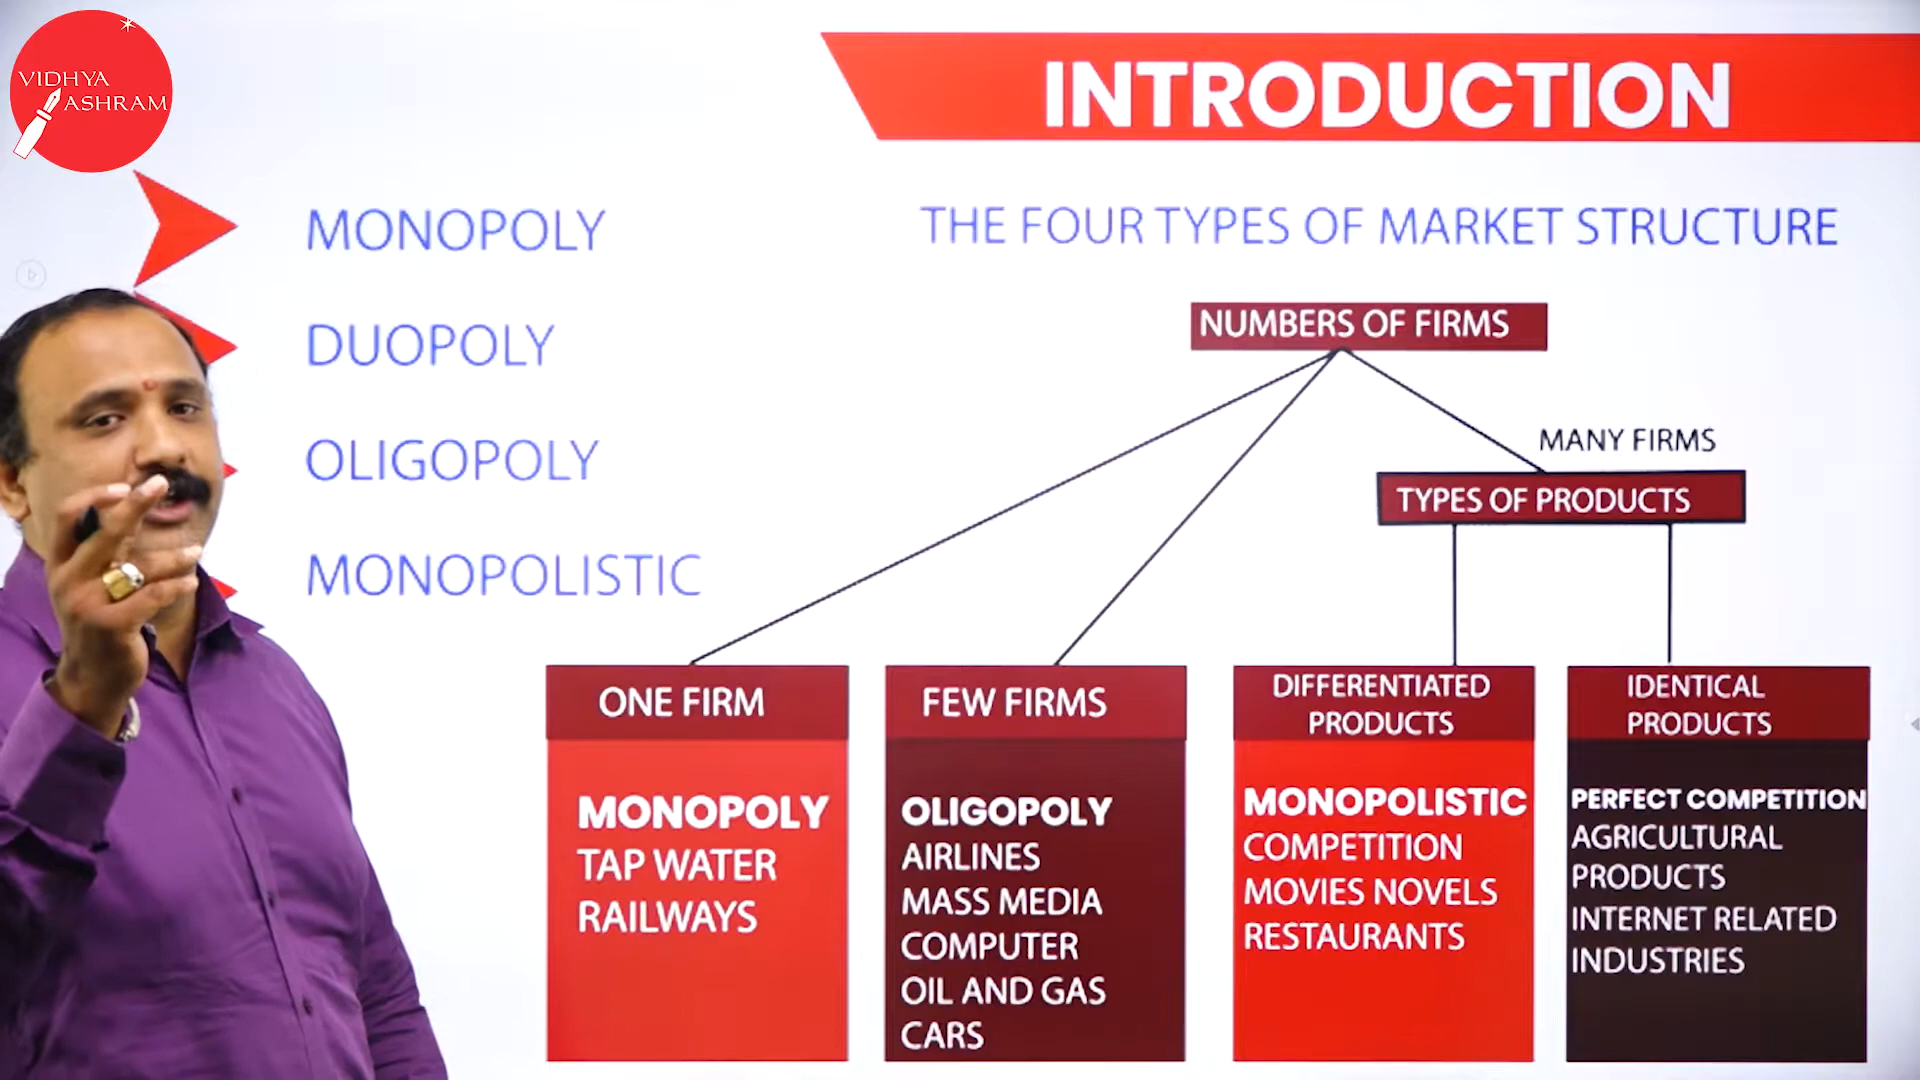 VIDHYA
ASHRAM
INTRODUCTION
MONOPOLY
DUOPOLY
OLIGOPOLY
MONOPOLISTIC
THE FOUR TYPES OF MARKET STRUCTURE
NUMBERS OF FIRMS
MANY FIRMS
TYPES OF PRODUCTS
ONE FIRM
MONOPOLY
TAP WATER
RAILWAYS
FEW FIRMS
OLIGOPOLY
AIRLINES
MASS MEDIA
COMPUTER
OIL AND GAS
CARS
DIFFERENTIATED
PRODUCTS
MONOPOLISTIC
COMPETITION
MOVIES NOVELS
RESTAURANTS
IDENTICAL
PRODUCTS
PERFECT COMPETITION
AGRICULTURAL
PRODUCTS
INTERNET RELATED
INDUSTRIES